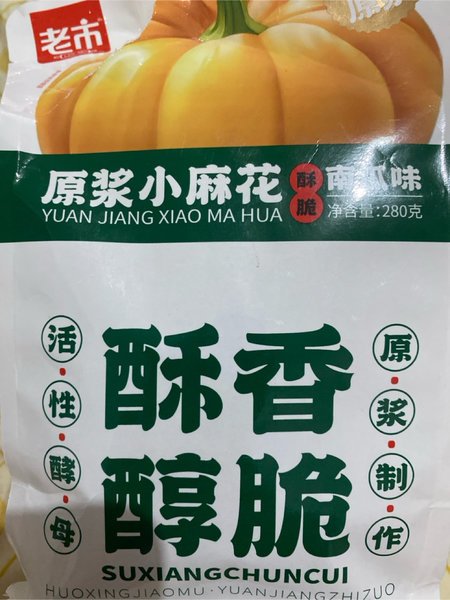 老市
原浆小麻花 酥脆 南瓜味
YUAN JIANG XIAO MA HUA 净含量:280克
酥香
醇脆
活·性·酵·母
原·浆·制·作
SUXIANGCHUNCUI
HUOXINGJIAOMU·YUANJIANGZHIZUO